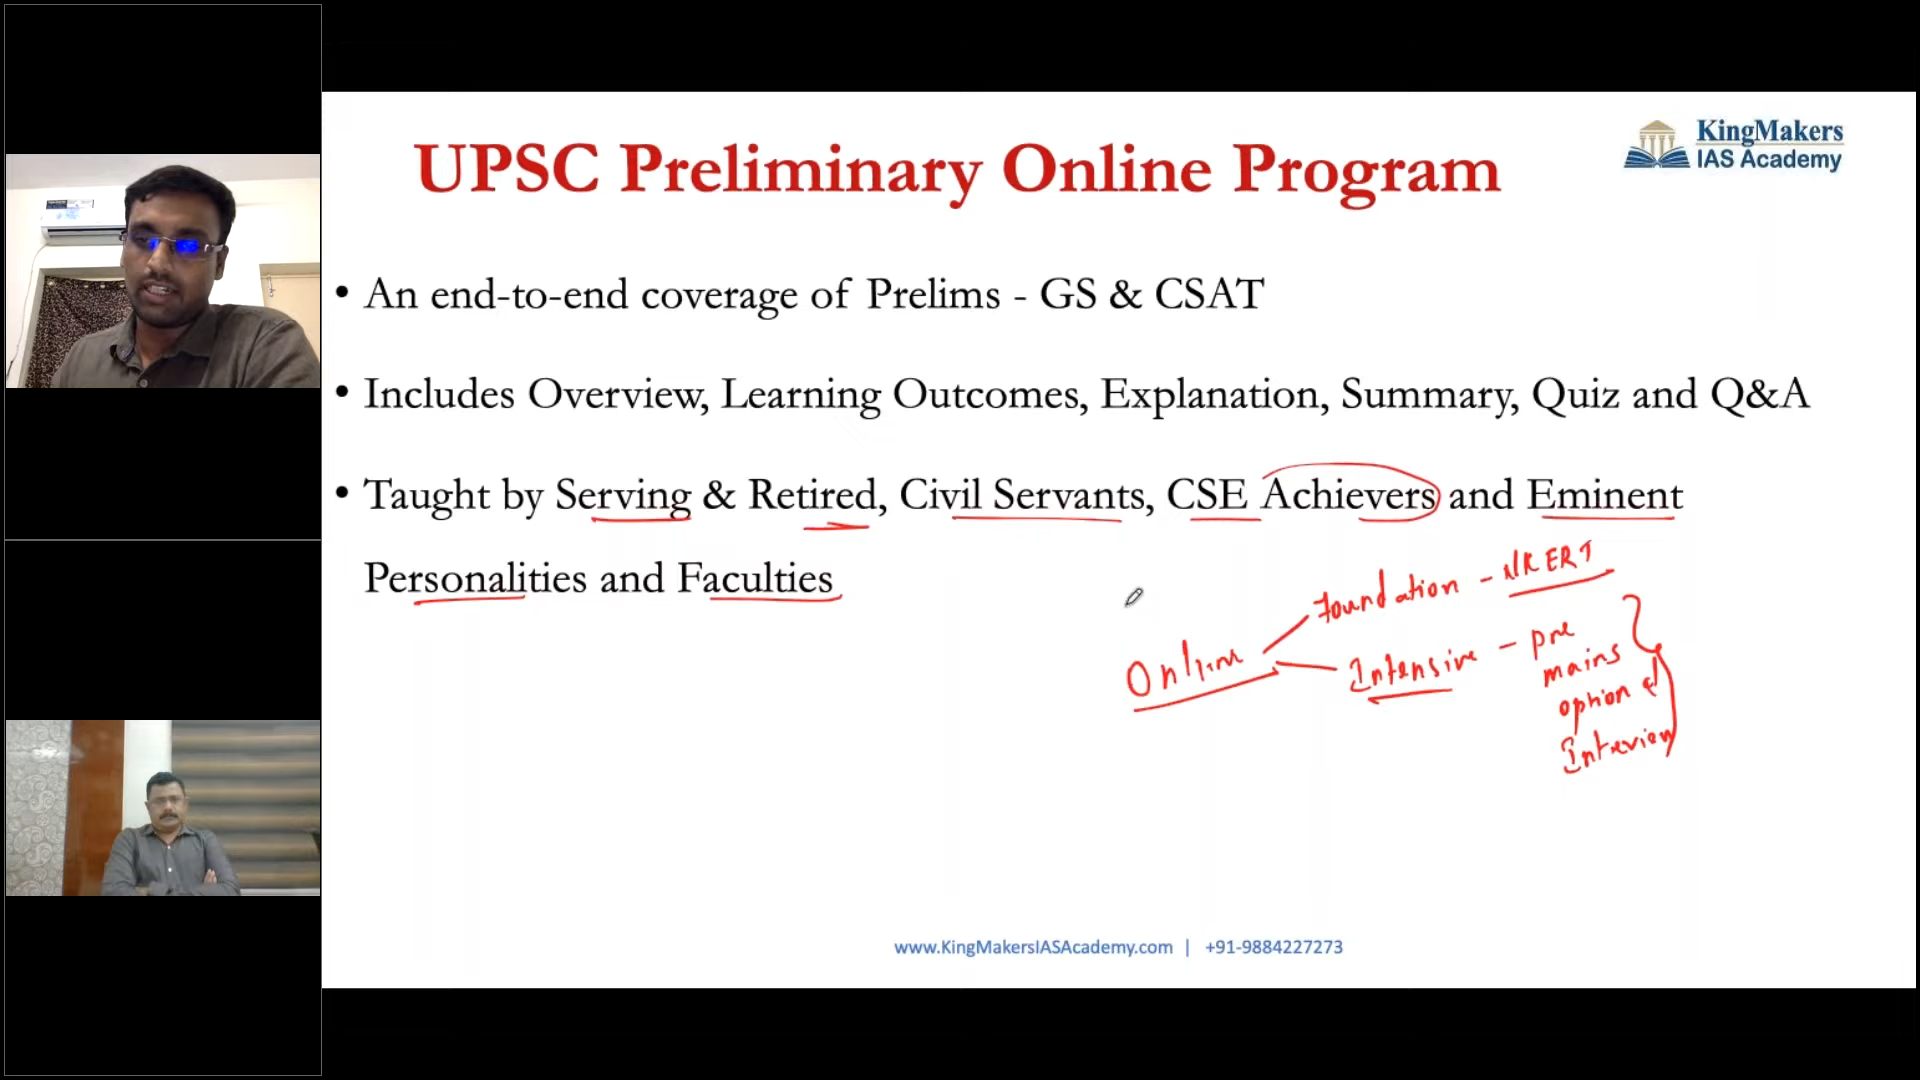 UPSC Preliminary Online Program
KingMakers
IAS Academy
• An end-to-end coverage of Prelims - GS & CSAT
• Includes Overview, Learning Outcomes, Explanation, Summary, Quiz and Q&A
• Taught by Serving & Retired, Civil Servants, CSE Achievers and Eminent
Personalities and Faculties
Foundation -
Online
Intensive - pre
mains
option
Interview
www.KingMakersIASAcademy.com | +91-9884227273